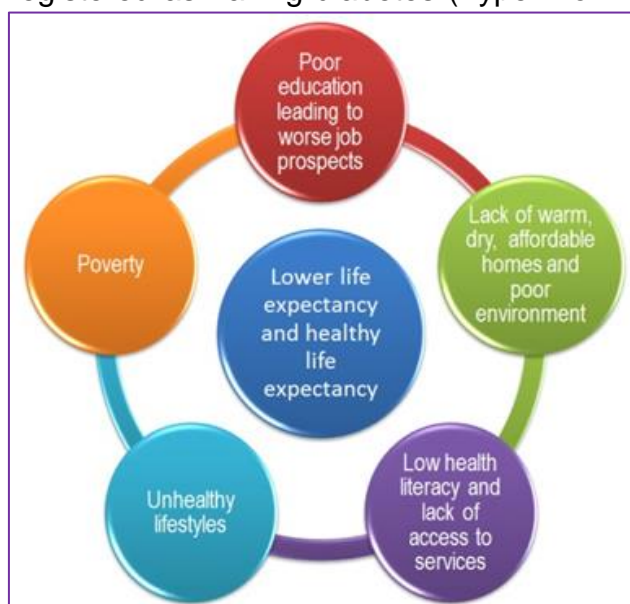 Poor
education
leading to
worse job
prospects
Lack of warm,
dry, affordable
homes and
poor
environment
Low health
literacy and
lack of
access to
services
Unhealthy
lifestyles
Poverty
Lower life
expectancy
and healthy
life
expectancy